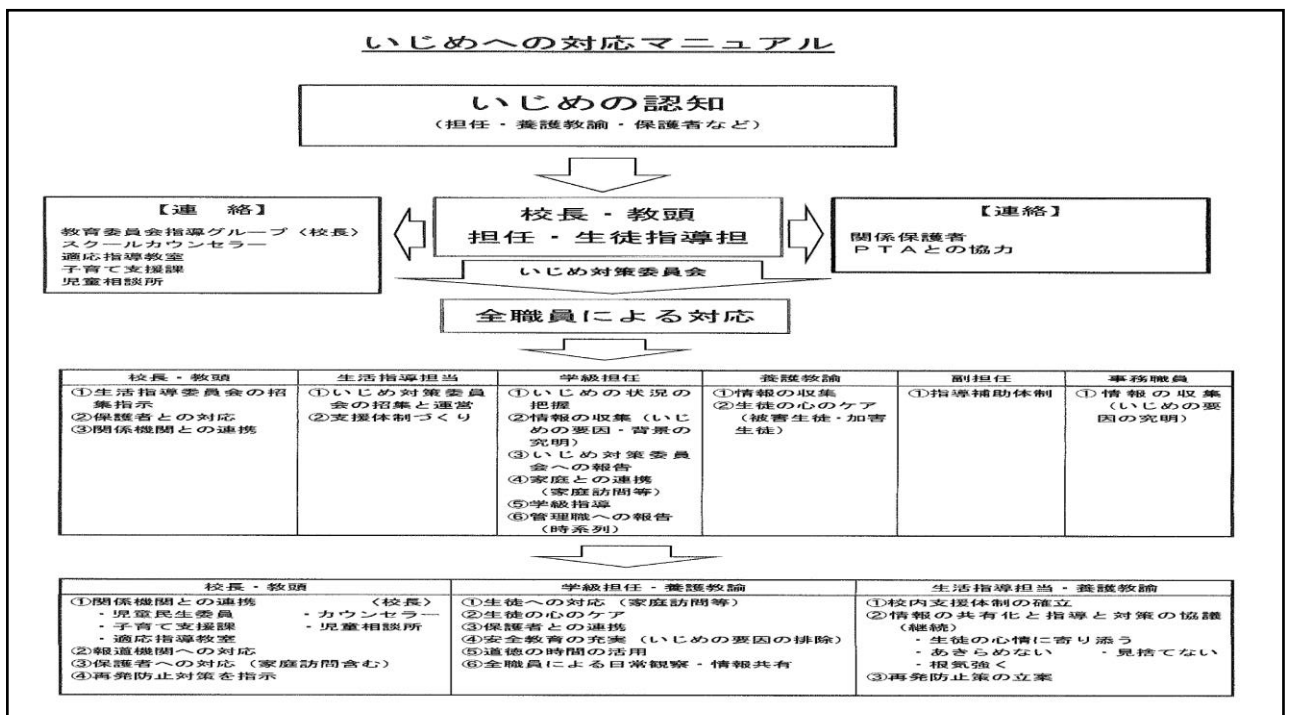 いじめへの対応マニュアル
いじめの認知
(担任・養護教諭・保護者など)
【連　絡】
教育委員会指導グループ(校長)
スクールカウンセラー
適応指導教室
子育て支援課
児童相談所
校長・教頭
担任・生徒指導担
【連絡】
関係保護者
PTAとの協力
いじめ対策委員会
全職員による対応
校長・教頭
①生活指導委員会の招
集指示
②保護者との対応
③関係機関との連携
生活指導担当
①いじめ対策委員
会の招集と運営
②支援体制づくり
学級担任
①いじめの状況の
把握
②情報の収集(いじ
めの要因・背景の
究明)
③いじめ対策委員
会への報告
④家庭との連携
(家庭訪問等)
⑤学級指導
⑥管理職への報告
(時系列)
養護教諭
①情報の収集
②生徒の心のケア
(被害生徒・加害
生徒)
副担任
①指導補助体制
事務職員
①情報の収集
(いじめの要
因の究明)
校長・教頭
①関係機関との連携　(校長)
・児童民生委員　・カウンセラー
・子育て支援課　・児童相談所
・適応指導教室
②報道機関への対応
③保護者への対応(家庭訪問含む)
④再発防止対策を指示
学級担任・養護教諭
①生徒への対応(家庭訪問等)
②生徒の心のケア
③保護者との連携
④安全教育の充実(いじめの要因の排除)
⑤道徳の時間の活用
⑥全職員による日常観察・情報共有
生活指導担当・養護教諭
①校内支援体制の確立
②情報の共有化と指導と対策の協議
(継続)
・生徒の心情に寄り添う
・あきらめない　・見捨てない
・根気強く
③再発防止策の立案